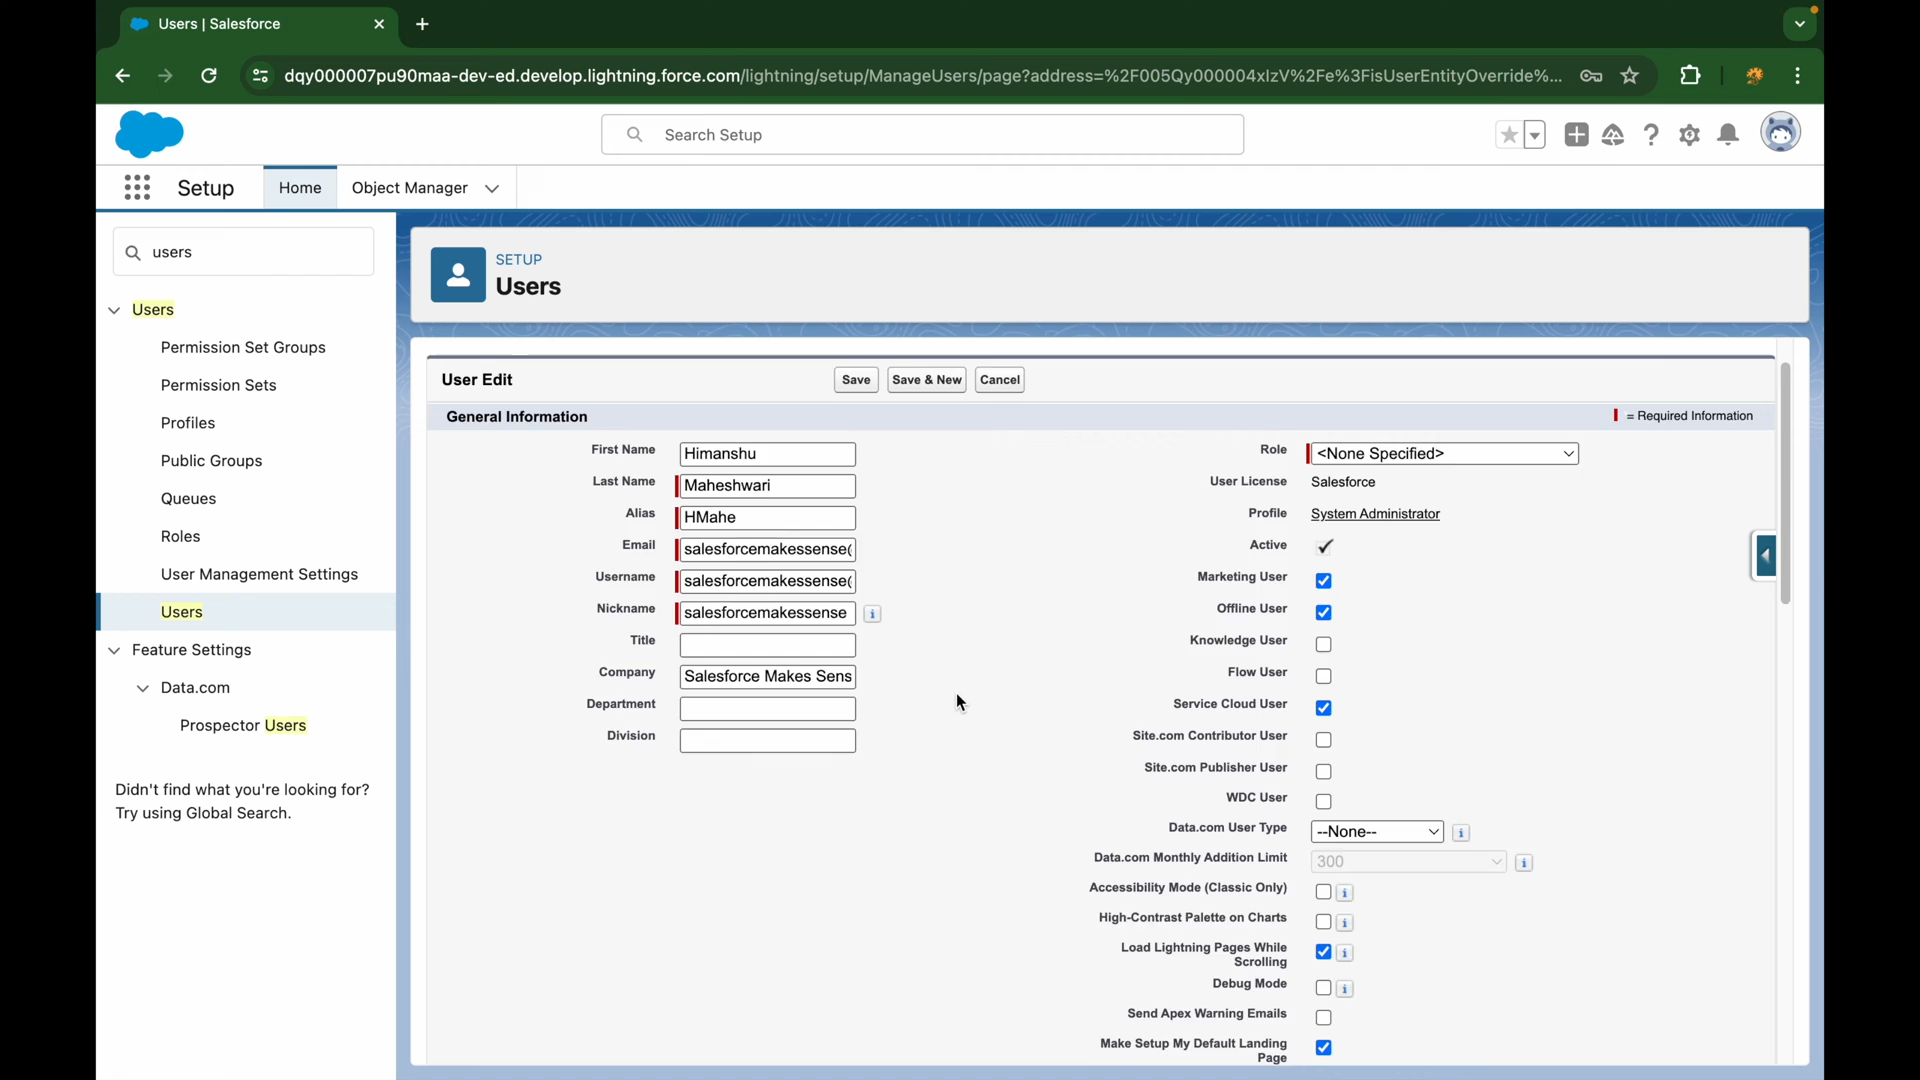 Users | Salesforce
dqy000007pu90maa-dev-ed.develop.lightning.force.com/lightning/setup/ManageUsers/page?address=%2F005Qy000004xlzV%2Fe%3FisUserEntityOverride%...
Search Setup
Setup
Home
Object Manager
users
Users
Permission Set Groups
Permission Sets
Profiles
Public Groups
Queues
Roles
User Management Settings
Users
Feature Settings
Data.com
Prospector Users
Didn't find what you're looking for?
Try using Global Search.
SETUP
Users
User Edit
Save
Save & New
Cancel
General Information
= Required Information
First Name Himanshu
Last Name Maheshwari
Alias HMahe
Email salesforcemakessense(
Username salesforcemakessense(
Nickname salesforcemakessense
Title
Company Salesforce Makes Sens
Department
Division
Role <None Specified>
User License Salesforce
Profile System Administrator
Active
Marketing User
Offline User
Knowledge User
Flow User
Service Cloud User
Site.com Contributor User
Site.com Publisher User
WDC User
Data.com User Type --None--
Data.com Monthly Addition Limit 300
Accessibility Mode (Classic Only)
High-Contrast Palette on Charts
Load Lightning Pages While
Scrolling
Debug Mode
Send Apex Warning Emails
Make Setup My Default Landing
Page